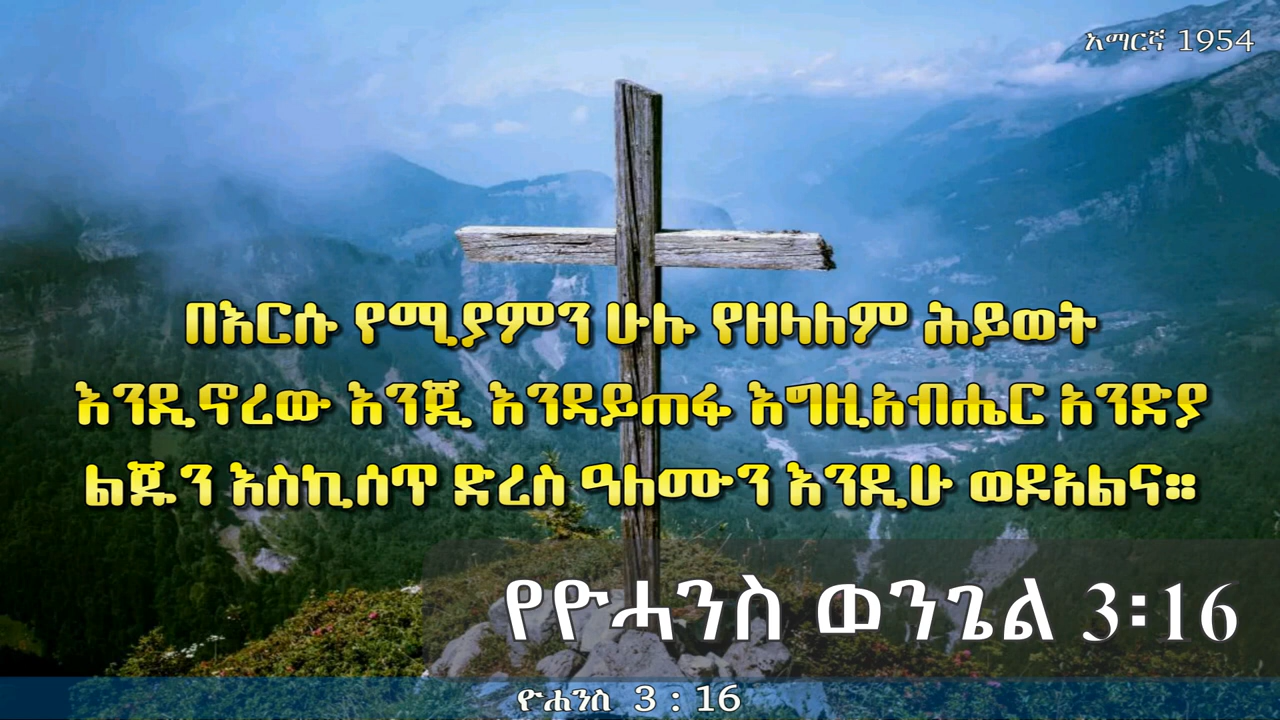 አማርኛ 1954
በእርሱ የሚያምን ሁሉ የዘላለም ሕይወት
እንዲኖረው እንጂ እንዳይጠፋ እግዚአብሔር አንድያ
ልጁን እስኪሰጥ ድረስ ዓለሙን እንዲሁ ወዶአልና።
የዮሓንስ ወንጌል 3፡16
ዮሐንስ 3 : 16